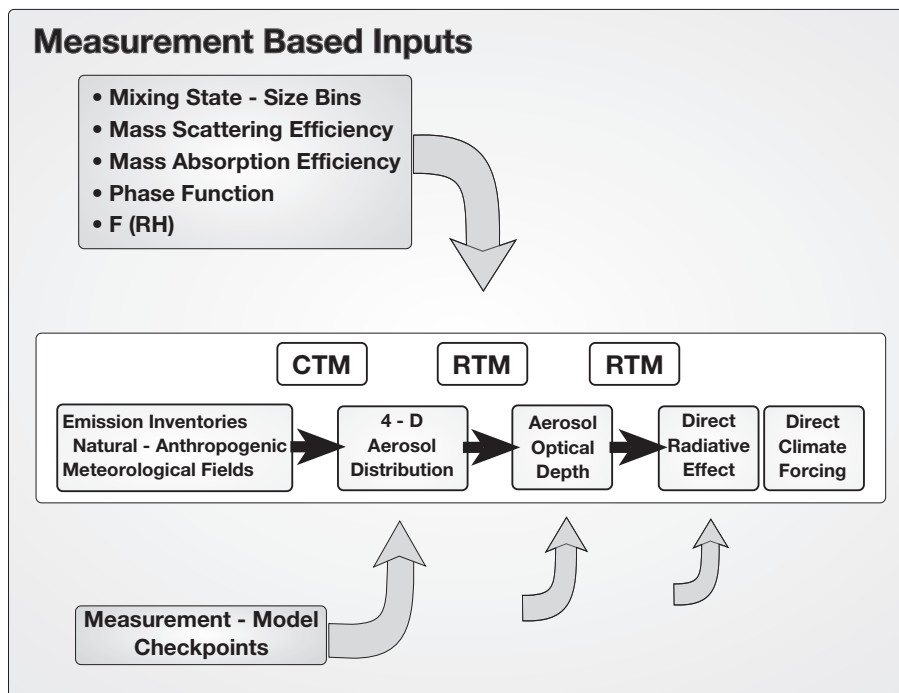 Measurement Based Inputs
• Mixing State - Size Bins
• Mass Scattering Efficiency
• Mass Absorption Efficiency
• Phase Function
• F (RH)
CTM
RTM
RTM
Emission Inventories
Natural - Anthropogenic
Meteorological Fields
4 - D
Aerosol
Distribution
Aerosol
Optical
Depth
Direct
Radiative
Effect
Direct
Climate
Forcing
Measurement - Model
Checkpoints